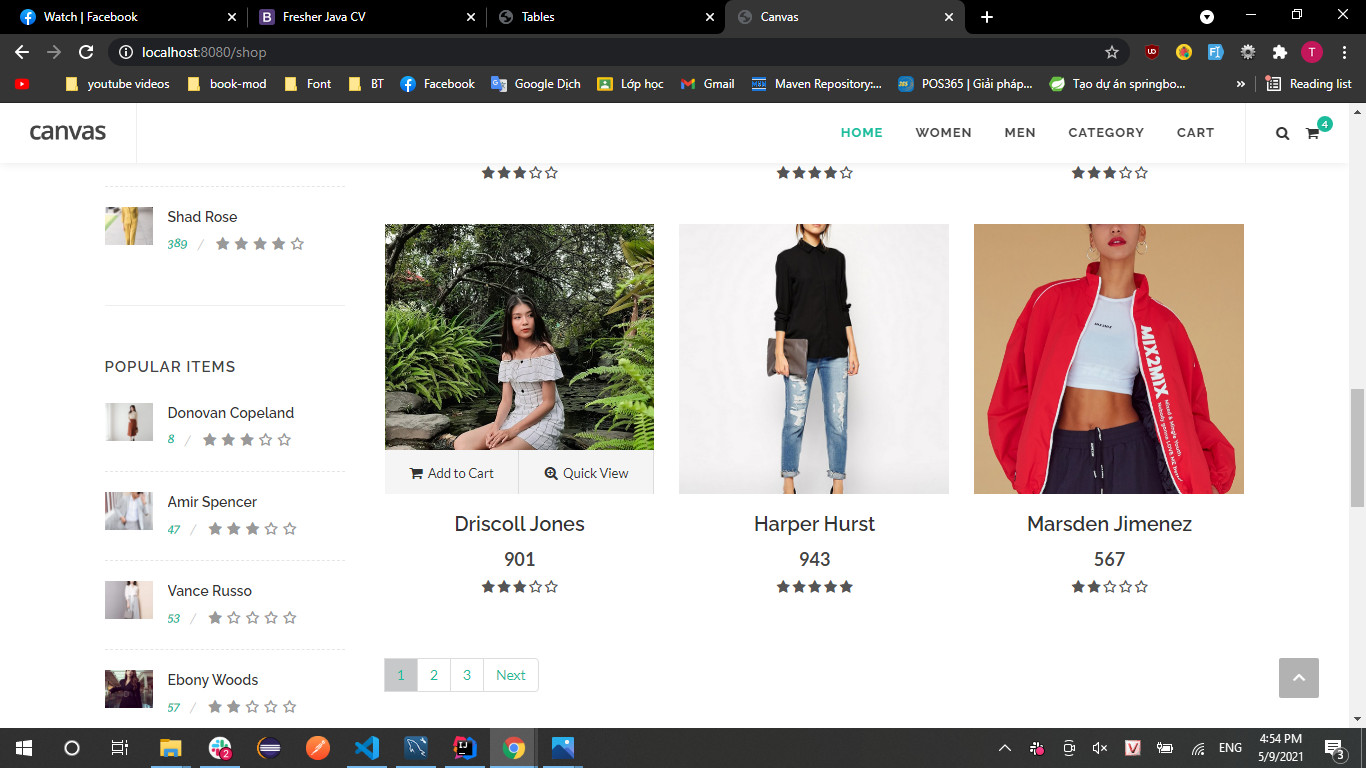 Watch | Facebook
Fresher Java CV
Tables
Canvas
localhost:8080/shop
youtube videos
book-mod
Font
BT
Facebook
Google Dịch
Lớp học
Gmail
Maven Repository:...
POS365 | Giải pháp...
Tạo dự án springbo...
»
Reading list
canvas
HOME
WOMEN
MEN
CATEGORY
CART
4
Shad Rose
389 /
POPULAR ITEMS
Donovan Copeland
8 /
Amir Spencer
47 /
Vance Russo
53 /
Ebony Woods
57 /
Add to Cart
Quick View
Driscoll Jones
901
Harper Hurst
943
MIX2MIX
Marsden Jimenez
567
1
2
3
Next
2
ENG
4:54 PM
5/9/2021
3